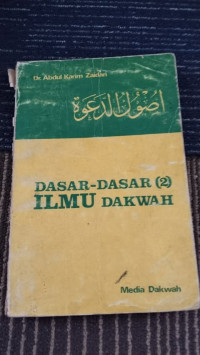 Dr. Abdul Karim Zaidan
أصول الدعوة
DASAR-DASAR (2)
ILMU DAKWAH
Media Dakwah